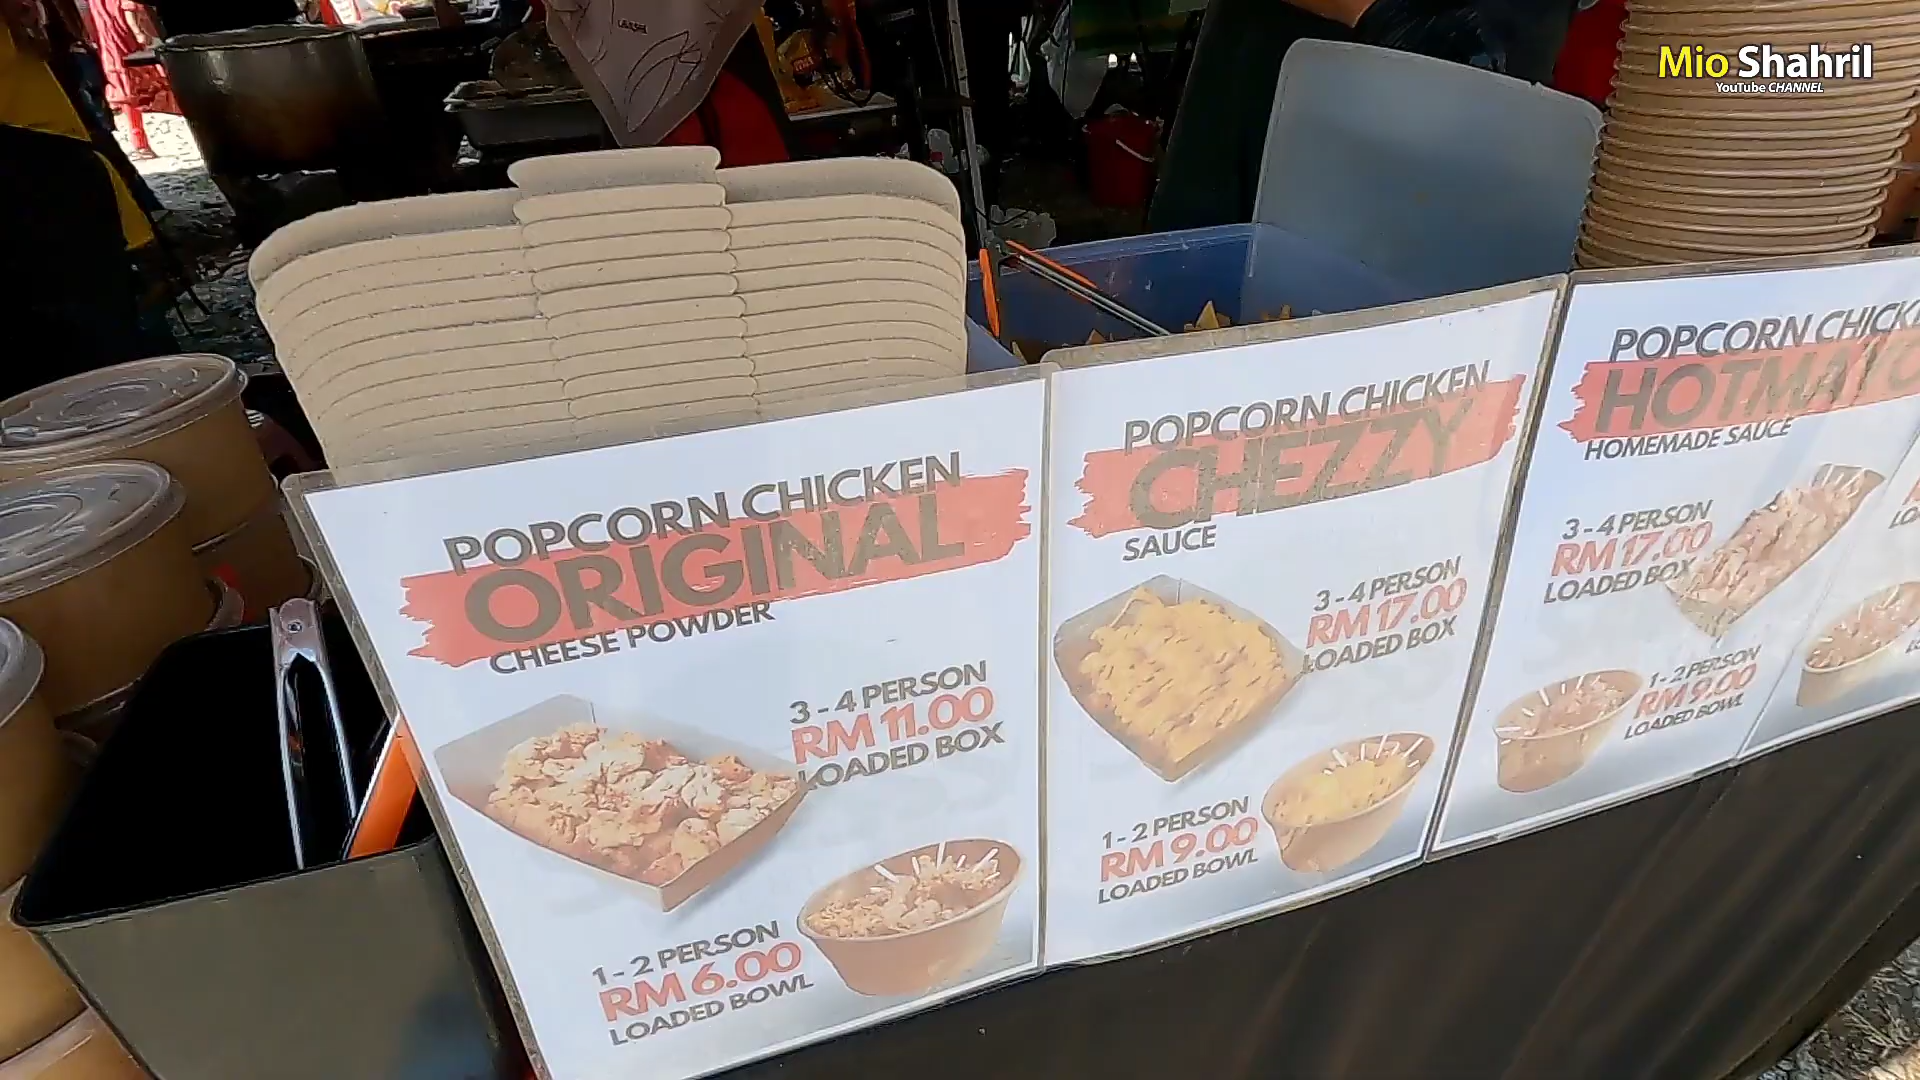 Mio Shahril
YouTube CHANNEL
POPCORN CHICKEN
ORIGINAL
CHEESE POWDER
3 - 4 PERSON
RM 11.00
LOADED BOX
1 - 2 PERSON
RM 6.00
LOADED BOWL
POPCORN CHICKEN
CHEZZY
SAUCE
3 - 4 PERSON
RM 17.00
LOADED BOX
1 - 2 PERSON
RM 9.00
LOADED BOWL
POPCORN CHICK
HOTMAYO
HOMEMADE SAUCE
3 - 4 PERSON
RM 17.00
LOADED BOX
1 - 2 PERSON
RM 9.00
LOADED BOWL